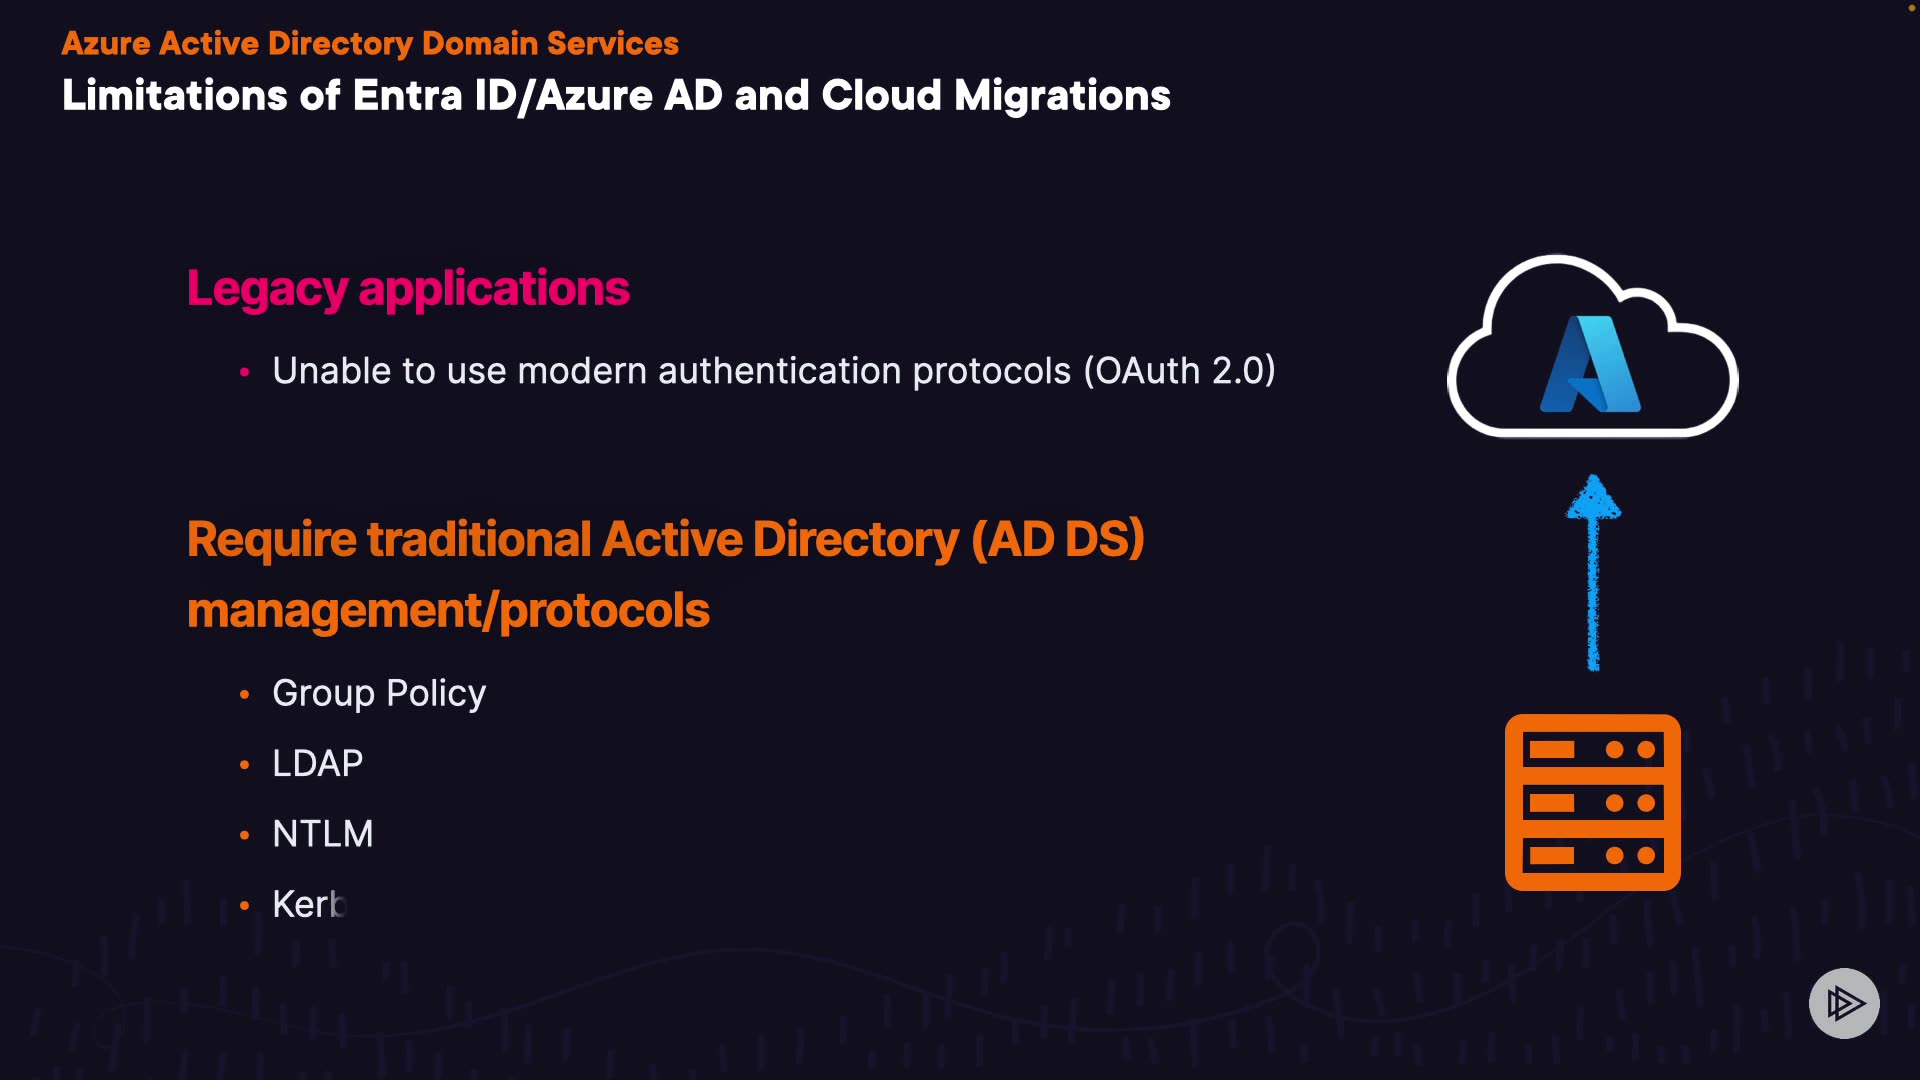 Azure Active Directory Domain Services
Limitations of Entra ID/Azure AD and Cloud Migrations
Legacy applications
• Unable to use modern authentication protocols (OAuth 2.0)
Require traditional Active Directory (AD DS)
management/protocols
• Group Policy
• LDAP
• NTLM
• Kerb